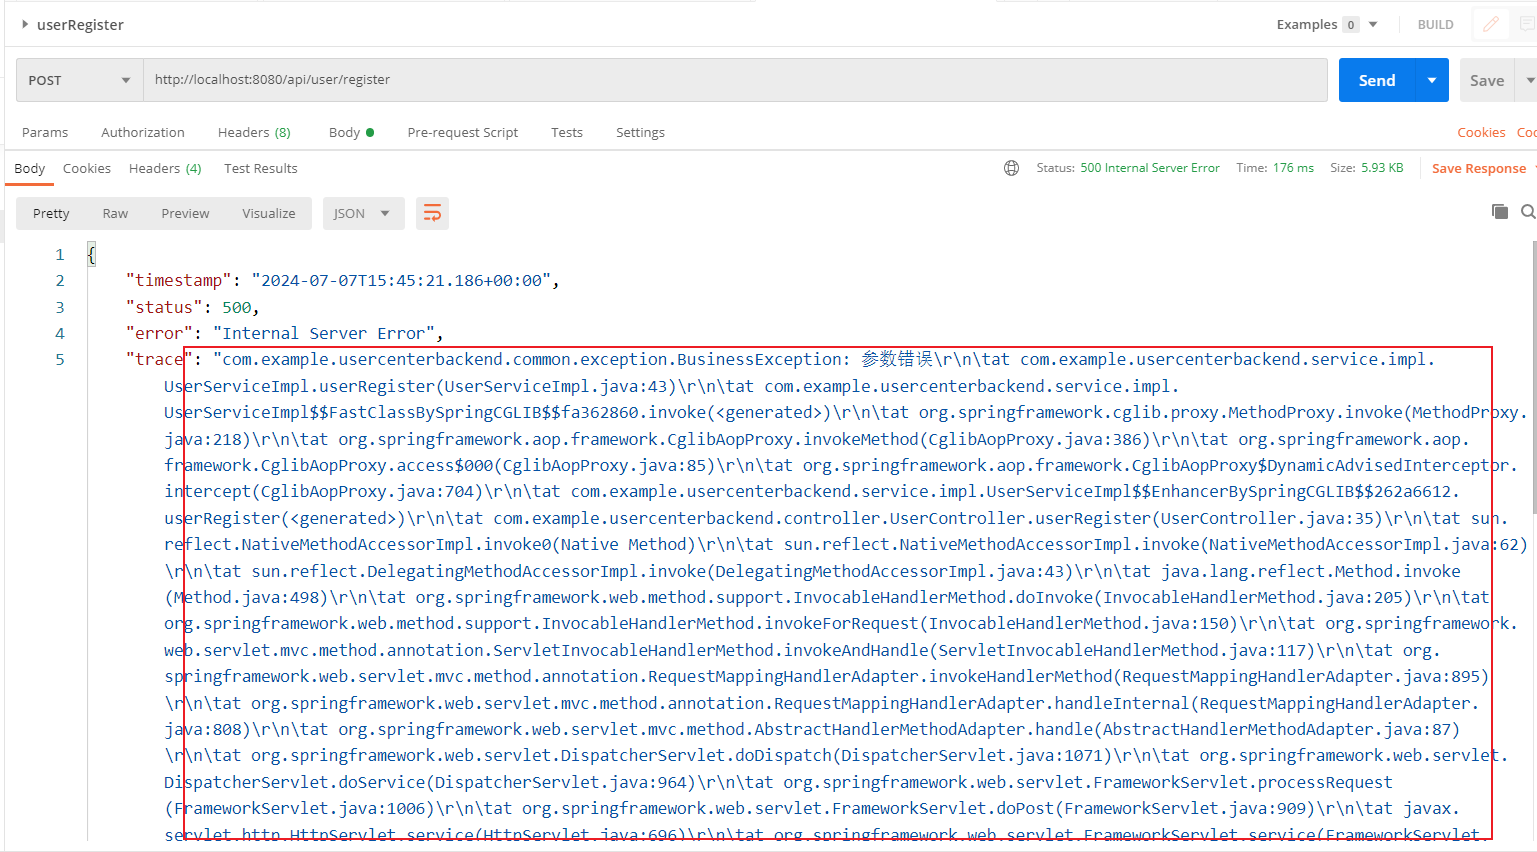 userRegister
Examples 0
BUILD
POST
http://localhost:8080/api/user/register
Send
Save
Params
Authorization
Headers (8)
Body
Pre-request Script
Tests
Settings
Cookies
Body
Cookies
Headers (4)
Test Results
Status: 500 Internal Server Error
Time: 176 ms
Size: 5.93 KB
Save Response
Pretty
Raw
Preview
Visualize
JSON
1 {
2 "timestamp": "2024-07-07T15:45:21.186+00:00",
3 "status": 500,
4 "error": "Internal Server Error",
5 "trace": "com.example.usercenterbackend.common.exception.BusinessException: 参数错误\r\n\tat com.example.usercenterbackend.service.impl.
UserServiceImpl.userRegister(UserServiceImpl.java:43)\r\n\tat com.example.usercenterbackend.service.impl.
UserServiceImpl$$FastClassBySpringCGLIB$$fa362860.invoke(<generated>)\r\n\tat org.springframework.cglib.proxy.MethodProxy.invoke(MethodProxy.
java:218)\r\n\tat org.springframework.aop.framework.CglibAopProxy.invokeMethod(CglibAopProxy.java:386)\r\n\tat org.springframework.aop.
framework.CglibAopProxy.access$000(CglibAopProxy.java:85)\r\n\tat org.springframework.aop.framework.CglibAopProxy$DynamicAdvisedInterceptor.
intercept(CglibAopProxy.java:704)\r\n\tat com.example.usercenterbackend.service.impl.UserServiceImpl$$EnhancerBySpringCGLIB$$262a6612.
userRegister(<generated>)\r\n\tat com.example.usercenterbackend.controller.UserController.userRegister(UserController.java:35)\r\n\tat sun.
reflect.NativeMethodAccessorImpl.invoke0(Native Method)\r\n\tat sun.reflect.NativeMethodAccessorImpl.invoke(NativeMethodAccessorImpl.java:62)
\r\n\tat sun.reflect.DelegatingMethodAccessorImpl.invoke(DelegatingMethodAccessorImpl.java:43)\r\n\tat java.lang.reflect.Method.invoke
(Method.java:498)\r\n\tat org.springframework.web.method.support.InvocableHandlerMethod.doInvoke(InvocableHandlerMethod.java:205)\r\n\tat
org.springframework.web.method.support.InvocableHandlerMethod.invokeForRequest(InvocableHandlerMethod.java:150)\r\n\tat org.springframework.
web.servlet.mvc.method.annotation.ServletInvocableHandlerMethod.invokeAndHandle(ServletInvocableHandlerMethod.java:117)\r\n\tat org.
springframework.web.servlet.mvc.method.annotation.RequestMappingHandlerAdapter.invokeHandlerMethod(RequestMappingHandlerAdapter.java:895)
\r\n\tat org.springframework.web.servlet.mvc.method.annotation.RequestMappingHandlerAdapter.handleInternal(RequestMappingHandlerAdapter.
java:808)\r\n\tat org.springframework.web.servlet.mvc.method.AbstractHandlerMethodAdapter.handle(AbstractHandlerMethodAdapter.java:87)
\r\n\tat org.springframework.web.servlet.DispatcherServlet.doDispatch(DispatcherServlet.java:1071)\r\n\tat org.springframework.web.servlet.
DispatcherServlet.doService(DispatcherServlet.java:964)\r\n\tat org.springframework.web.servlet.FrameworkServlet.processRequest
(FrameworkServlet.java:1006)\r\n\tat org.springframework.web.servlet.FrameworkServlet.doPost(FrameworkServlet.java:909)\r\n\tat javax.
servlet.http.HttpServlet.service(HttpServlet.java:696)\r\n\tat org.springframework.web.servlet.FrameworkServlet.service(FrameworkServlet.